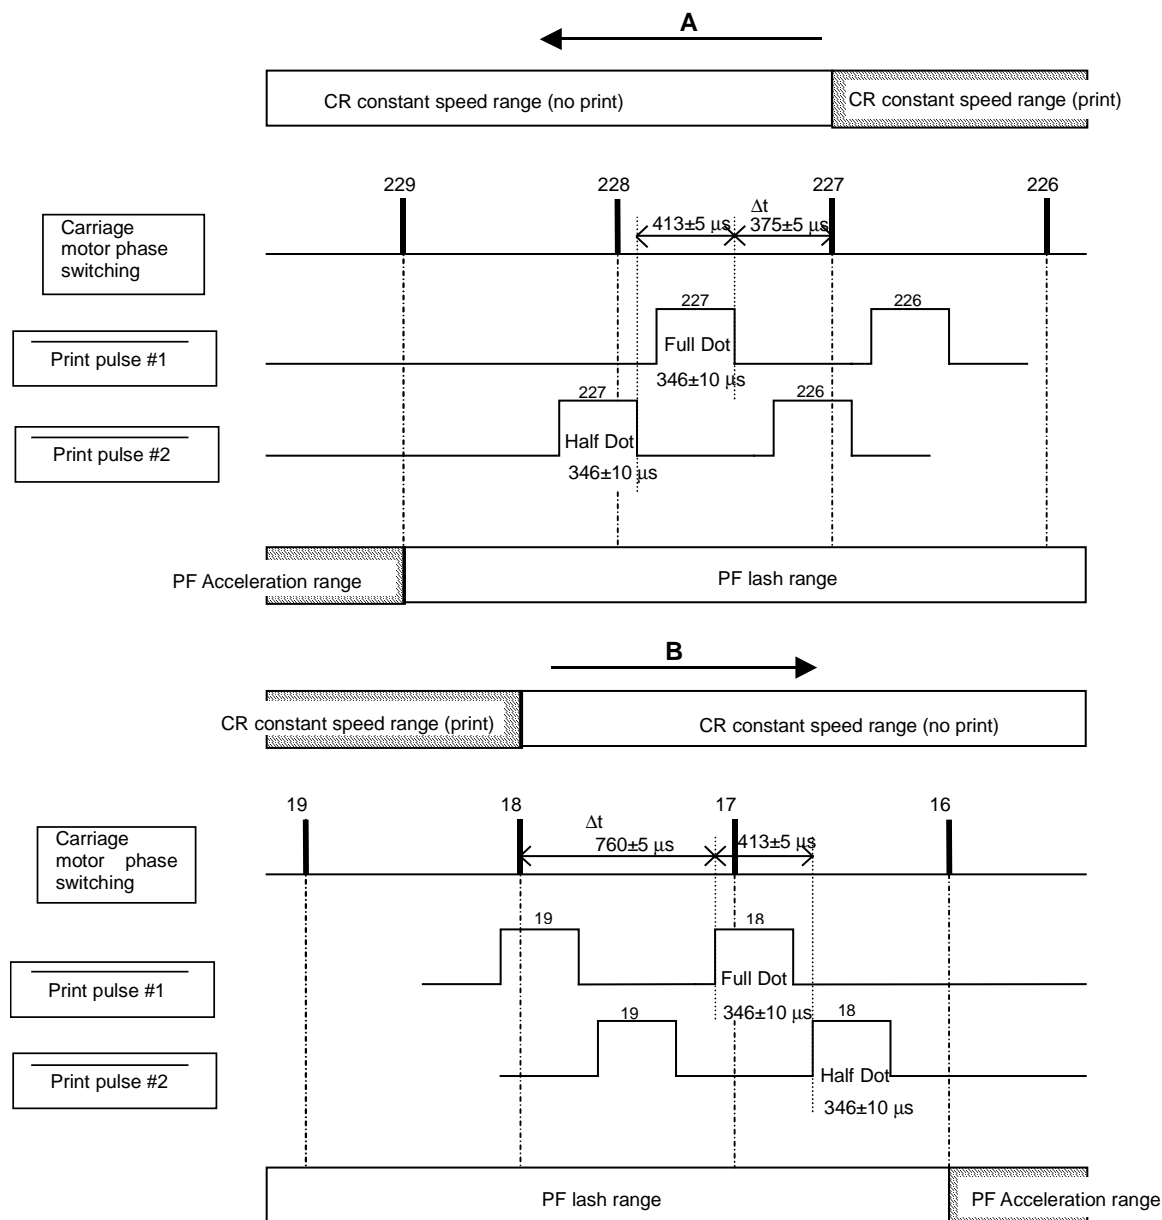 A
CR constant speed range (no print)
CR constant speed range (print)
229 228 227 226
Carriage
motor phase
switching
Δt
413±5 μs 375±5 μs
227 226
Print pulse #1
Full Dot
346±10 μs
227 226
Print pulse #2
Half Dot
346±10 μs
PF Acceleration range
PF lash range
B
CR constant speed range (print)
CR constant speed range (no print)
19 18 17 16
Carriage
motor phase
switching
Δt
760±5 μs 413±5 μs
19 18
Print pulse #1
Full Dot
346±10 μs
19 18
Print pulse #2
Half Dot
346±10 μs
PF lash range
PF Acceleration range